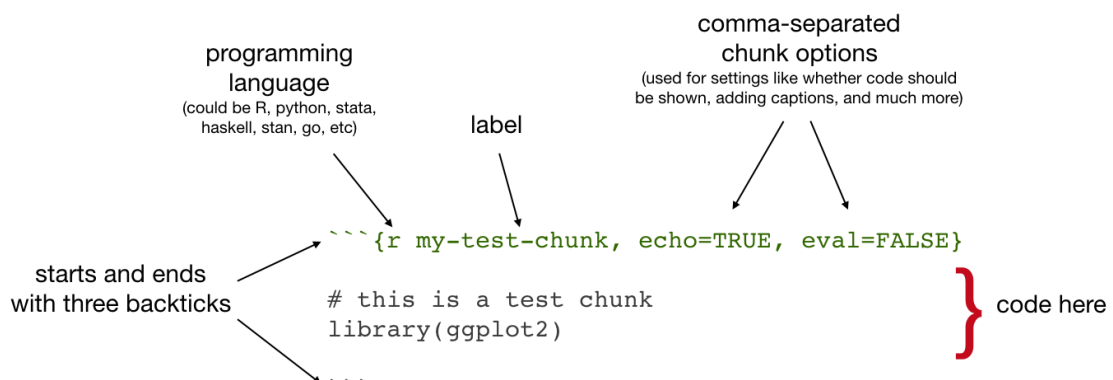 comma-separated
chunk options
(used for settings like whether code should
be shown, adding captions, and much more)
programming
language
(could be R, python, stata,
haskell, stan, go, etc)
label
```{r my-test-chunk, echo=TRUE, eval=FALSE}
starts and ends
with three backticks
# this is a test chunk
library(ggplot2)
} code here
```